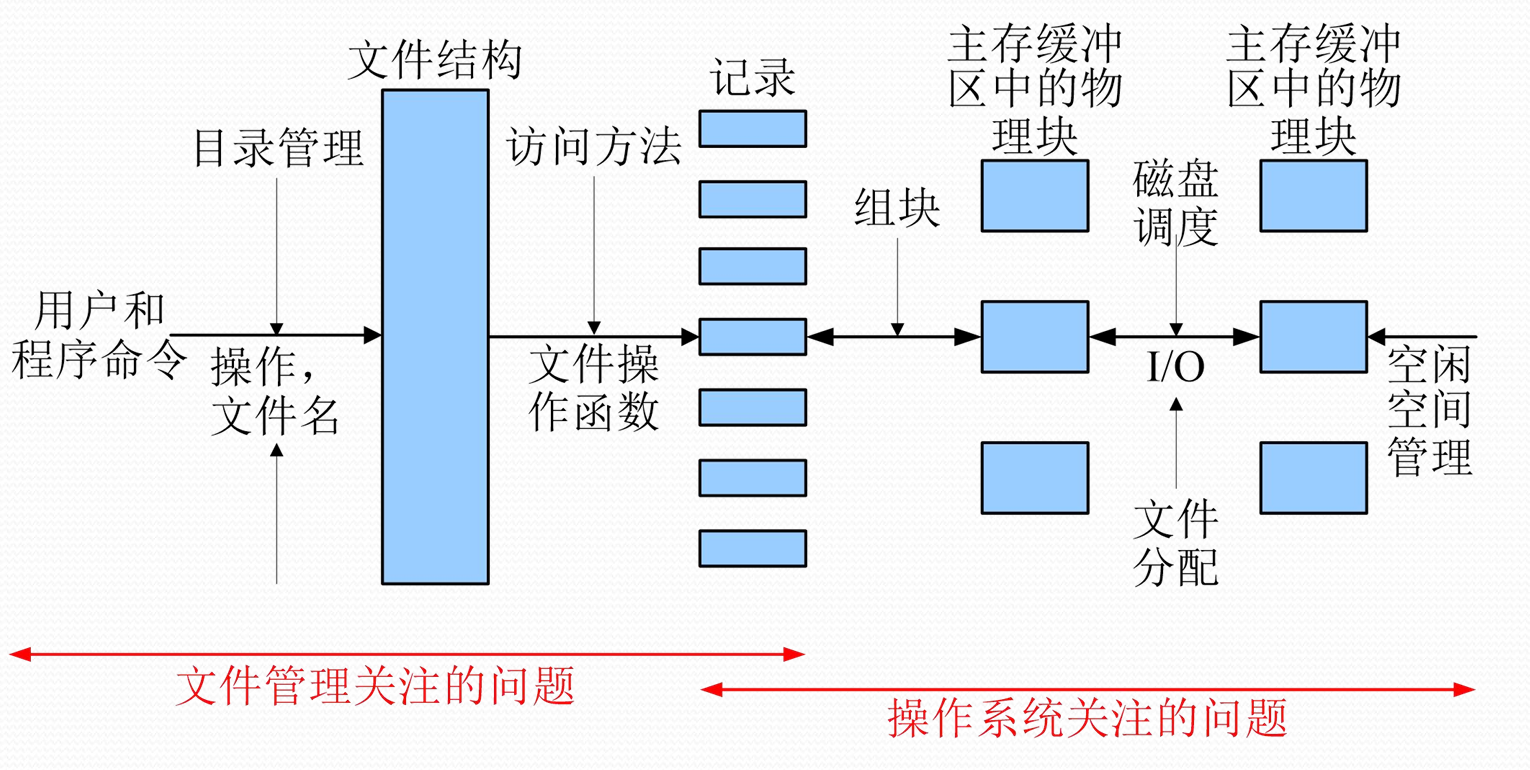 文件结构
目录管理
用户和
程序命令
操作，
文件名
访问方法
文件操
作函数
记录
组块
主存缓冲
区中的物
理块
磁盘
调度
I/O
文件
分配
主存缓冲
区中的物
理块
空闲
空间
管理
文件管理关注的问题
操作系统关注的问题